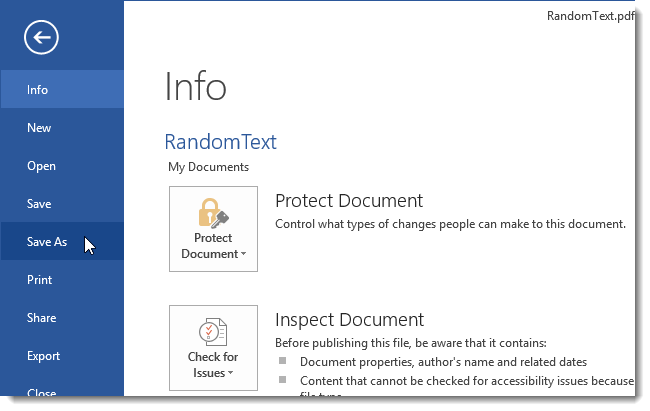 RandomText.pdf
Info
New
Open
Save
Save As
Print
Share
Export
Close
Info
RandomText
My Documents
Protect
Document
Protect Document
Control what types of changes people can make to this document.
Check for
Issues
Inspect Document
Before publishing this file, be aware that it contains:
Document properties, author's name and related dates
Content that cannot be checked for accessibility issues because
file type